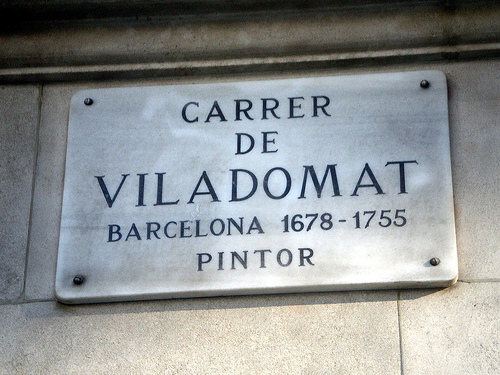 CARRER
DE
VILADOMAT
BARCELONA 1678-1755
PINTOR